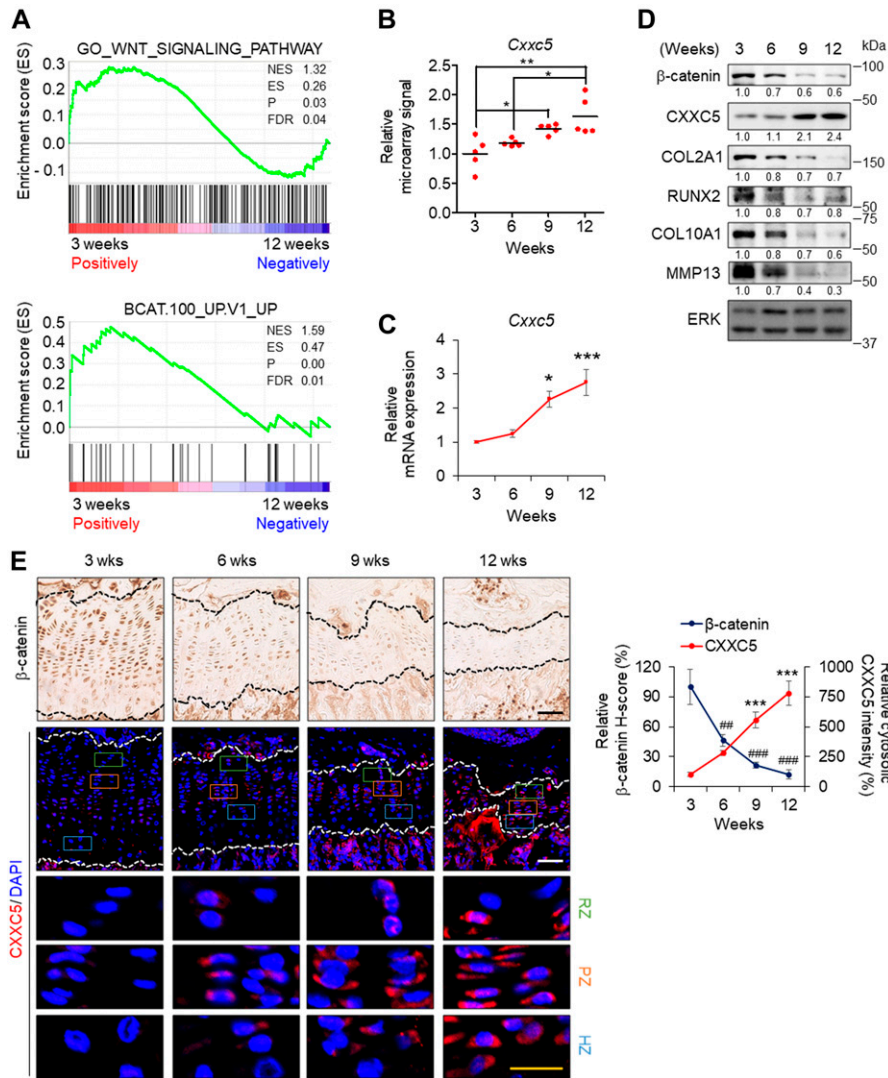 A
GO_WNT_SIGNALING_PATHWAY
Enrichment score (ES)
0.3
0.2
0.1
0.0
- 0.1
NES 1.32
ES 0.26
P 0.03
FDR 0.04
3 weeks 12 weeks
Positively Negatively
BCAT.100_UP.V1_UP
Enrichment score (ES)
0.5
0.4
0.3
0.2
0.1
0.0
NES 1.59
ES 0.47
P 0.00
FDR 0.01
3 weeks 12 weeks
Positively Negatively
B
Cxxc5
Relative
microarray signal
2.5
2.0
1.5
1.0
0.5
0.0
**
*
*
3 6 9 12
Weeks
C
Cxxc5
Relative
mRNA expression
4
3
2
1
0
*
***
3 6 9 12
Weeks
D
(Weeks) 3 6 9 12 kDa
β-catenin
1.0 0.7 0.6 0.6
CXXC5
1.0 1.1 2.1 2.4
COL2A1
1.0 0.8 0.7 0.7
RUNX2
1.0 0.8 0.7 0.8
COL10A1
1.0 0.8 0.7 0.6
MMP13
1.0 0.7 0.4 0.3
ERK
100
50
150
50
75
50
50
37
E
3 wks 6 wks 9 wks 12 wks
β-catenin
CXXC5/DAPI
RZ
PZ
HZ
β-catenin
CXXC5
Relative
β-catenin H-score (%)
120
90
60
30
0
##
###
###
***
***
1000
750
500
250
0
Relative cytosolic
CXXC5 intensity (%)
3 6 9 12
Weeks